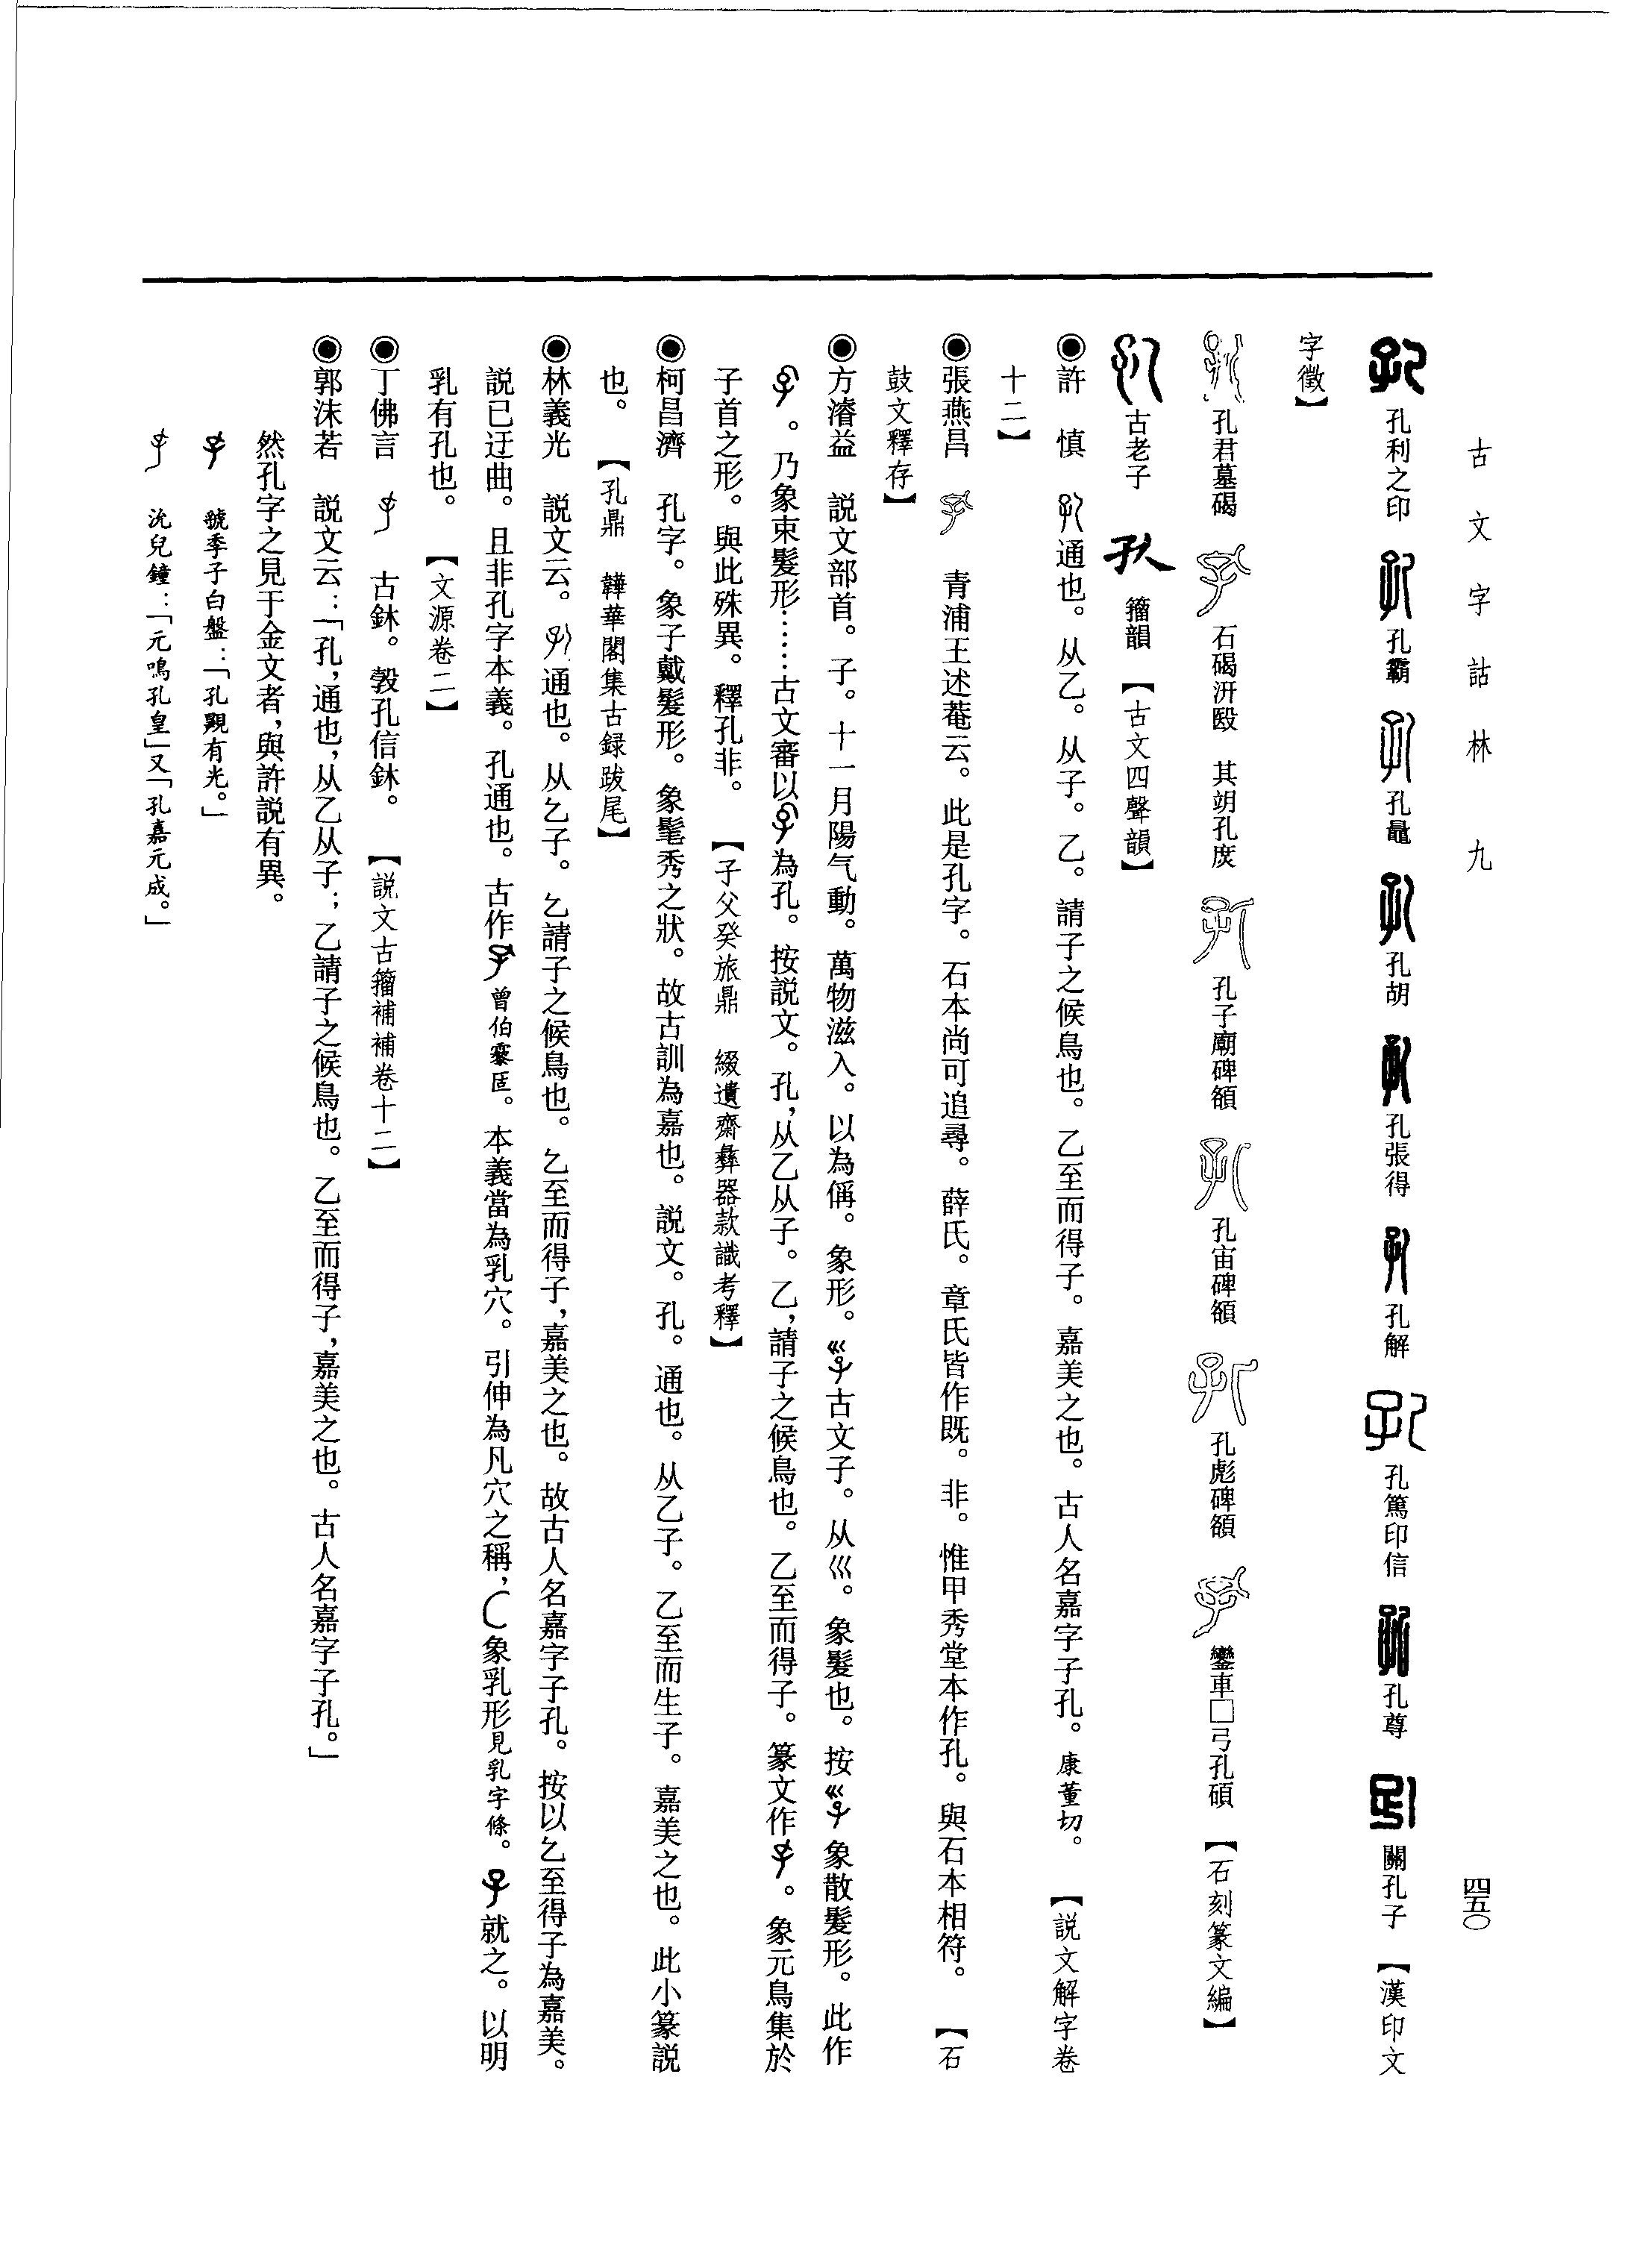 古文字詁林　九
四五〇
孔利之印　孔霸　孔鼂　孔胡　孔張得　孔解　孔篤印信　孔尊　關孔子　【漢印文
字徵】
孔君墓碣　石碣汧殹　其朔孔庶　孔子廟碑額　孔宙碑額　孔彪碑額　鑾車□弓孔碩　【石刻篆文編】
古老子　籀韻　【古文四聲韻】
◉許　慎　通也。从乙。从子。乙。請子之候鳥也。乙至而得子。嘉美之也。古人名嘉字子孔。康董切。　【説文解字卷
十二】
◉張燕昌　青浦王述菴云。此是孔字。石本尚可追尋。薛氏。章氏皆作既。非。惟甲秀堂本作孔。與石本相符。　【石
鼓文釋存】
◉方濬益　説文部首。子。十一月陽气動。萬物滋入。以為偁。象形。古文子。从巛。象髮也。按象散髮形。此作
。乃象束髮形……古文審以為孔。按説文。孔，从乙从子。乙，請子之候鳥也。乙至而得子。篆文作。象元鳥集於
子首之形。與此殊異。釋孔非。　【子父癸旅鼎　綴遺齋彝器款識考釋】
◉柯昌濟　孔字。象子戴髮形。象髦秀之狀。故古訓為嘉也。説文。孔。通也。从乙子。乙至而生子。嘉美之也。此小篆説
也。　【孔鼎　韡華閣集古録跋尾】
◉林義光　説文云。通也。从乞子。乞請子之候鳥也。乞至而得子，嘉美之也。故古人名嘉字子孔。按以乞至得子為嘉美。
説已迂曲。且非孔字本義。孔通也。古作曾伯霥匡。本義當為乳穴。引伸為凡穴之稱，象乳形見乳字條。就之。以明
乳有孔也。　【文源卷二】
◉丁佛言　古鉨。孛孔信鉨。　【説文古籀補補卷十二】
◉郭沫若　説文云：「孔，通也，从乙从子；乙請子之候鳥也。乙至而得子，嘉美之也。古人名嘉字子孔。」
然孔字之見于金文者，與許説有異。
虢季子白盤：「孔覭有光。」
沇兒鐘：「元鳴孔皇」又「孔嘉元成。」